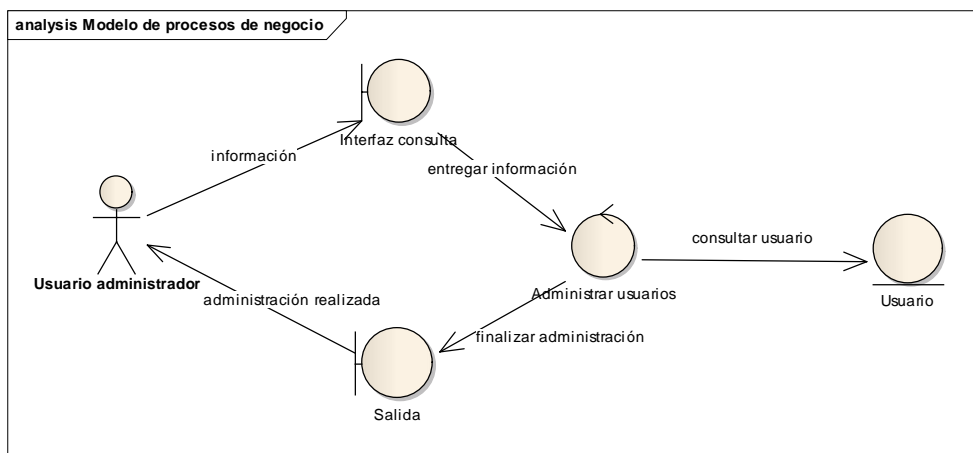 analysis Modelo de procesos de negocio
Interfaz consulta
información
entregar información
consultar usuario
Usuario administrador
administración realizada
Administrar usuarios
Usuario
finalizar administración
Salida